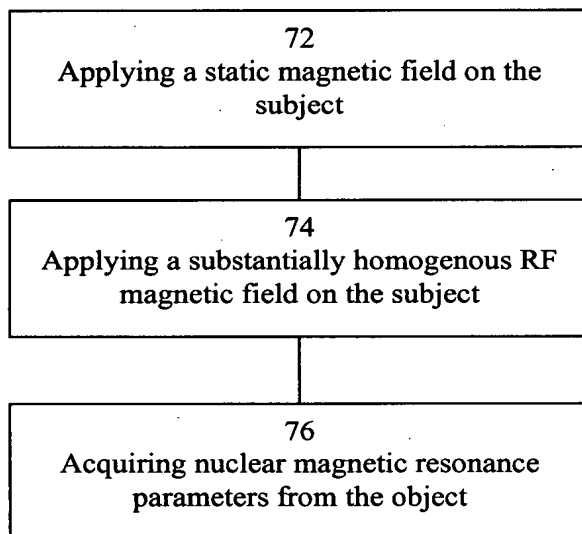 72
Applying a static magnetic field on the
subject
74
Applying a substantially homogenous RF
magnetic field on the subject
76
Acquiring nuclear magnetic resonance
parameters from the object